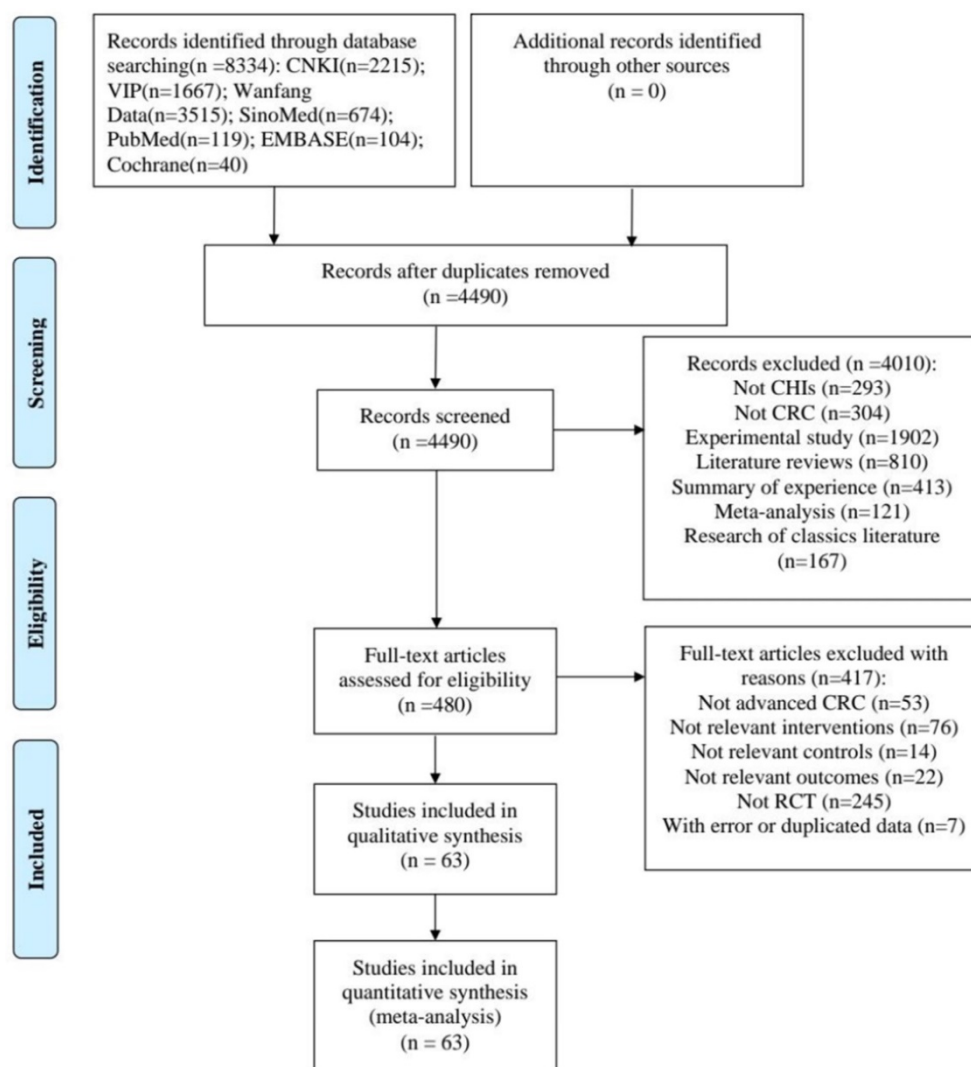 Identification
Records identified through database
searching(n =8334): CNKI(n=2215);
VIP(n=1667); Wanfang
Data(n=3515); SinoMed(n=674);
PubMed(n=119); EMBASE(n=104);
Cochrane(n=40)
Additional records identified
through other sources
(n = 0)
Screening
Records after duplicates removed
(n =4490)
Records screened
(n =4490)
Records excluded (n =4010):
Not CHIs (n=293)
Not CRC (n=304)
Experimental study (n=1902)
Literature reviews (n=810)
Summary of experience (n=413)
Meta-analysis (n=121)
Research of classics literature
(n=167)
Eligibility
Full-text articles
assessed for eligibility
(n =480)
Full-text articles excluded with
reasons (n=417):
Not advanced CRC (n=53)
Not relevant interventions (n=76)
Not relevant controls (n=14)
Not relevant outcomes (n=22)
Not RCT (n=245)
With error or duplicated data (n=7)
Included
Studies included in
qualitative synthesis
(n = 63)
Studies included in
quantitative synthesis
(meta-analysis)
(n = 63)